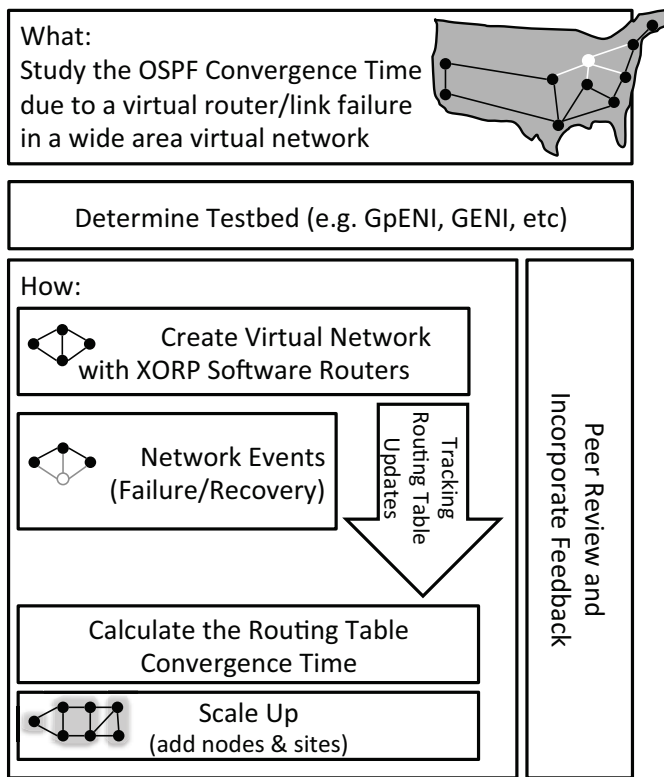 What:
Study the OSPF Convergence Time
due to a virtual router/link failure
in a wide area virtual network
Determine Testbed (e.g. GpENI, GENI, etc)
How:
Create Virtual Network
with XORP Software Routers
Network Events
(Failure/Recovery)
Tracking
Routing Table
Updates
Calculate the Routing Table
Convergence Time
Scale Up
(add nodes & sites)
Peer Review and
Incorporate Feedback